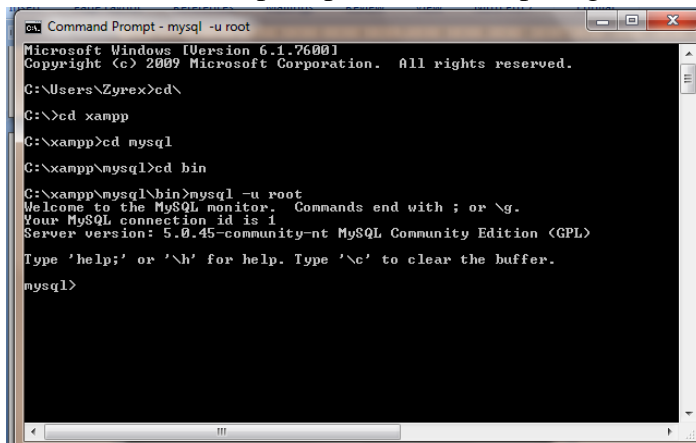 Command Prompt - mysql -u root
Microsoft Windows [Version 6.1.7600]
Copyright (c) 2009 Microsoft Corporation.  All rights reserved.
C:\Users\Zyrex>cd\
C:\>cd xampp
C:\xampp>cd mysql
C:\xampp\mysql>cd bin
C:\xampp\mysql\bin>mysql -u root
Welcome to the MySQL monitor.  Commands end with ; or \g.
Your MySQL connection id is 1
Server version: 5.0.45-community-nt MySQL Community Edition (GPL)
Type 'help;' or '\h' for help. Type '\c' to clear the buffer.
mysql>